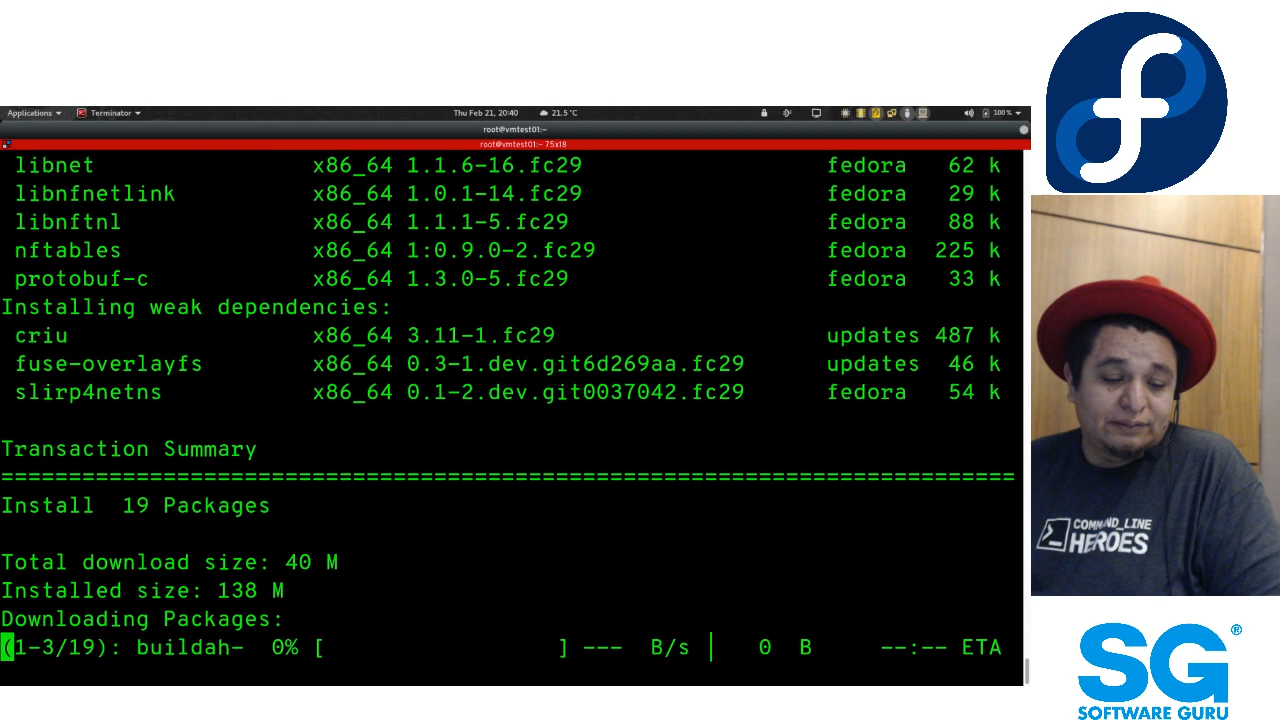 Applications Terminator Thu Feb 21, 20:40 21.5 °C 100 %
root@vmtest01:~
root@vmtest01:~ 75x18
libnet x86_64 1.1.6-16.fc29 fedora 62 k
libnfnetlink x86_64 1.0.1-14.fc29 fedora 29 k
libnftnl x86_64 1.1.1-5.fc29 fedora 88 k
nftables x86_64 1:0.9.0-2.fc29 fedora 225 k
protobuf-c x86_64 1.3.0-5.fc29 fedora 33 k
Installing weak dependencies:
criu x86_64 3.11-1.fc29 updates 487 k
fuse-overlayfs x86_64 0.3-1.dev.git6d269aa.fc29 updates 46 k
slirp4netns x86_64 0.1-2.dev.git0037042.fc29 fedora 54 k
Transaction Summary
===========================================================================
Install 19 Packages
Total download size: 40 M
Installed size: 138 M
Downloading Packages:
(1-3/19): buildah- 0% [ ] --- B/s | 0 B --:-- ETA
COMMAND_LINE
HEROES
SG®
SOFTWARE GURU